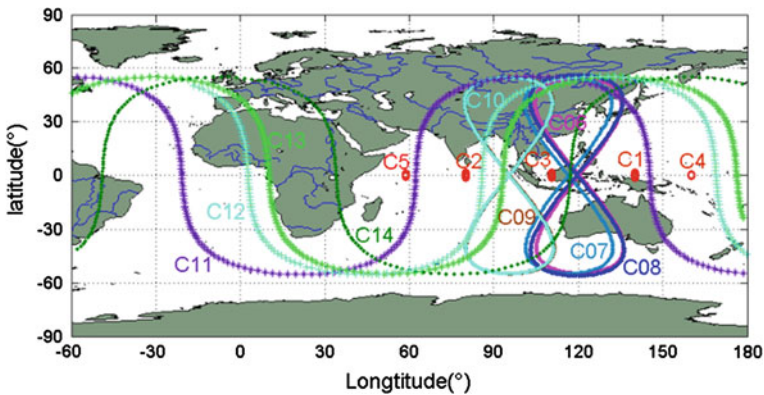 90
60
30
0
-30
-60
-90
latitude(°)
C10
C06
C13
C5
C2
C3
C1
C4
C12
C09
C14
C07
C11
C08
-60
-30
0
30
60
90
120
150
180
Longtitude(°)